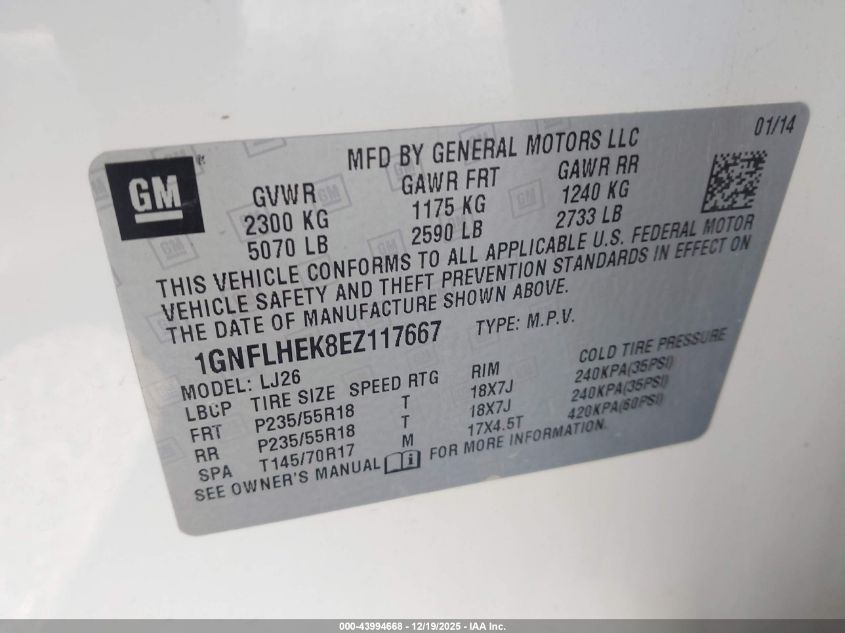 01/14
MFD BY GENERAL MOTORS LLC
GM
GVWR GAWR FRT GAWR RR
2300 KG 1175 KG 1240 KG
5070 LB 2590 LB 2733 LB
THIS VEHICLE CONFORMS TO ALL APPLICABLE U.S. FEDERAL MOTOR
VEHICLE SAFETY AND THEFT PREVENTION STANDARDS IN EFFECT ON
THE DATE OF MANUFACTURE SHOWN ABOVE.
1GNFLHEK8EZ117667 TYPE: M.P.V.
MODEL: LJ26
LBCP TIRE SIZE SPEED RTG RIM COLD TIRE PRESSURE
FRT P235/55R18 T 18X7J 240KPA(35PSI)
RR P235/55R18 T 18X7J 240KPA(35PSI)
SPA T145/70R17 M 17X4.5T 420KPA(60PSI)
SEE OWNER'S MANUAL FOR MORE INFORMATION.
000-43994668 - 12/19/2025 - IAA Inc.